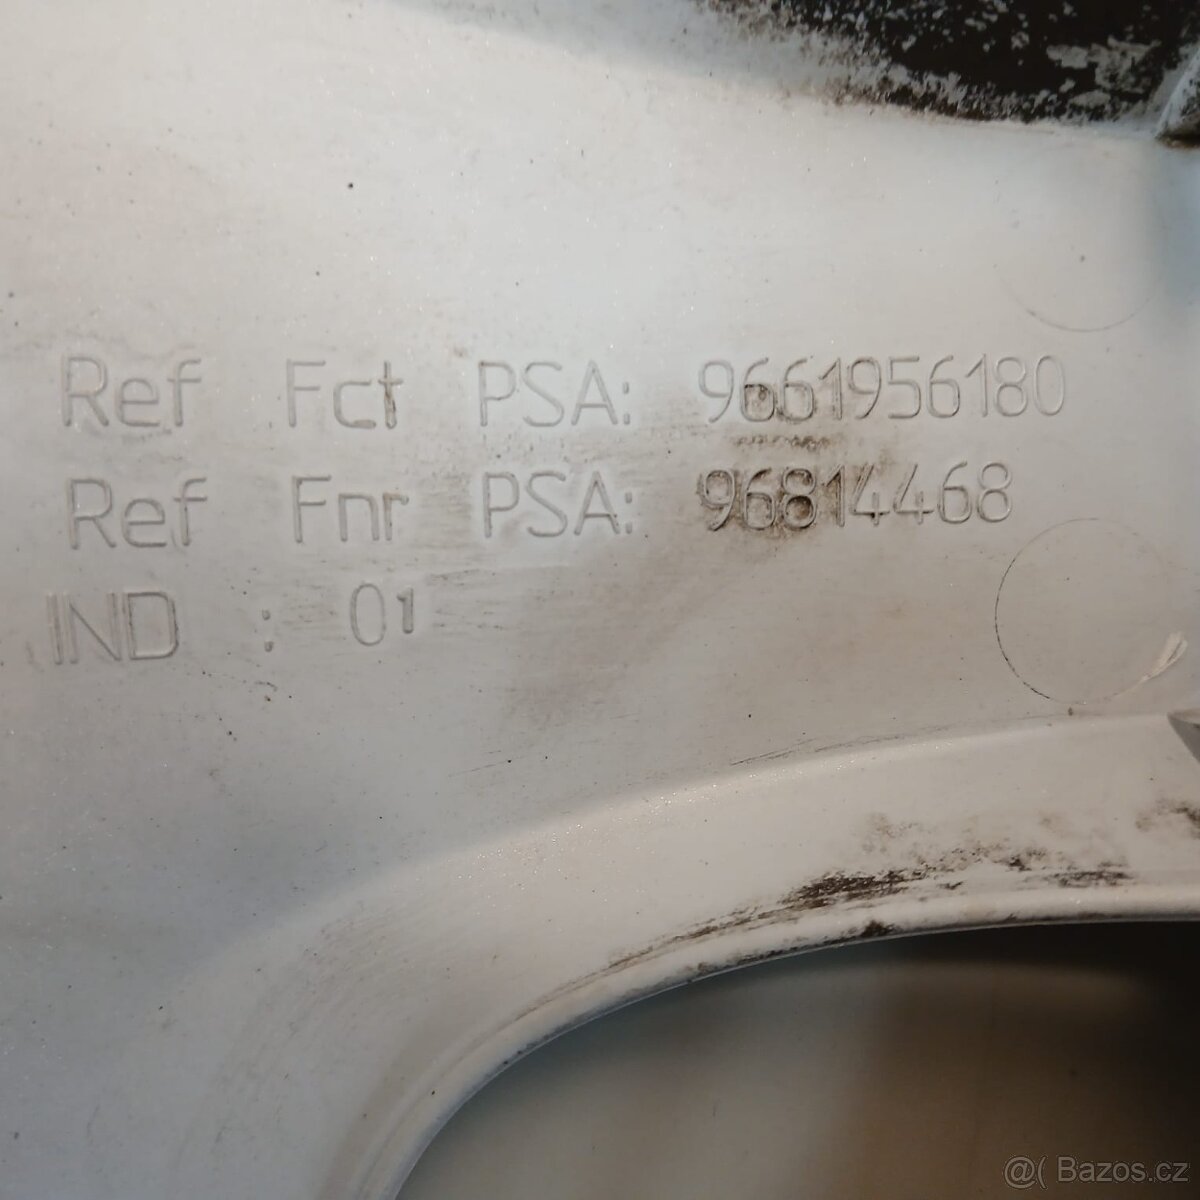 Ref Fct PSA: 9661956180
Ref Fnr PSA: 96814468
IND : 01
@( Bazos.cz